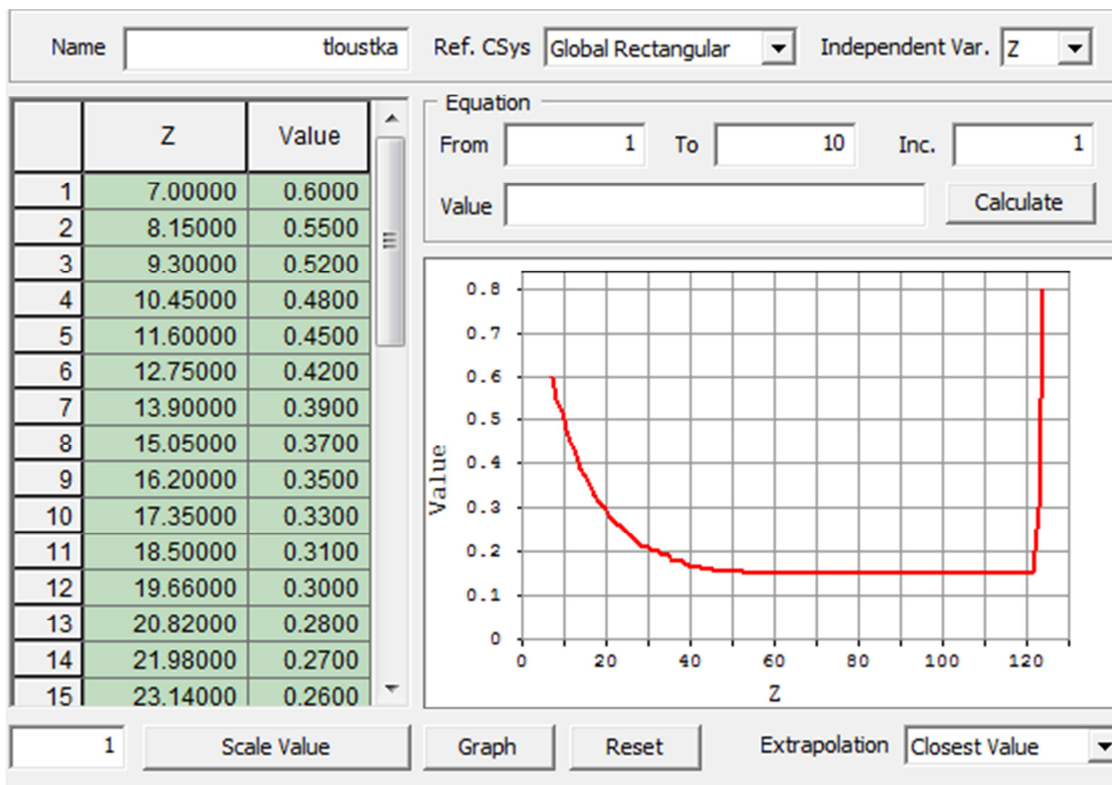 Name tloustka Ref. CSys Global Rectangular Independent Var. Z
Z Value
1 7.00000 0.6000
2 8.15000 0.5500
3 9.30000 0.5200
4 10.45000 0.4800
5 11.60000 0.4500
6 12.75000 0.4200
7 13.90000 0.3900
8 15.05000 0.3700
9 16.20000 0.3500
10 17.35000 0.3300
11 18.50000 0.3100
12 19.66000 0.3000
13 20.82000 0.2800
14 21.98000 0.2700
15 23.14000 0.2600
Equation
From 1 To 10 Inc. 1
Value Calculate
0.8
0.7
0.6
0.5
0.4
0.3
0.2
0.1
0
Value
0 20 40 60 80 100 120
Z
1 Scale Value Graph Reset Extrapolation Closest Value